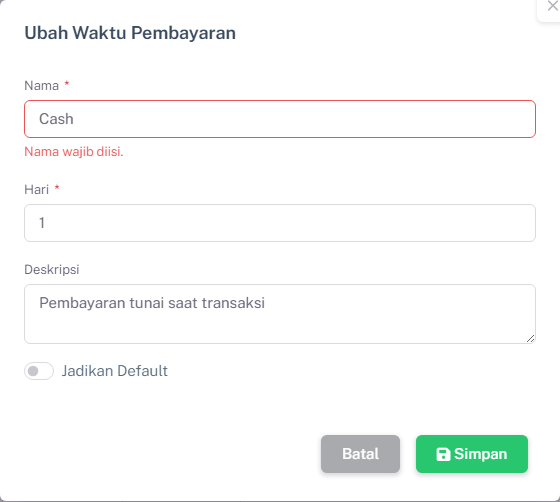 Ubah Waktu Pembayaran
Nama *
Cash
Nama wajib diisi.
Hari *
1
Deskripsi
Pembayaran tunai saat transaksi
Jadikan Default
Batal
Simpan